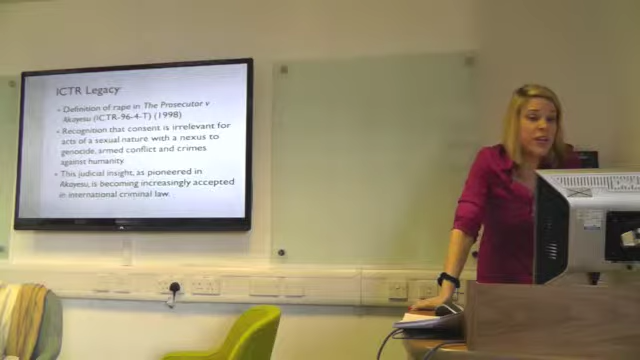 ICTR Legacy
• Definition of rape in The Prosecutor v
Akayesu (ICTR-96-4-T) (1998)
• Recognition that consent is irrelevant for
acts of a sexual nature with a nexus to
genocide, armed conflict and crimes
against humanity.
• This judicial insight, as pioneered in
Akayesu, is becoming increasingly accepted
in international criminal law.